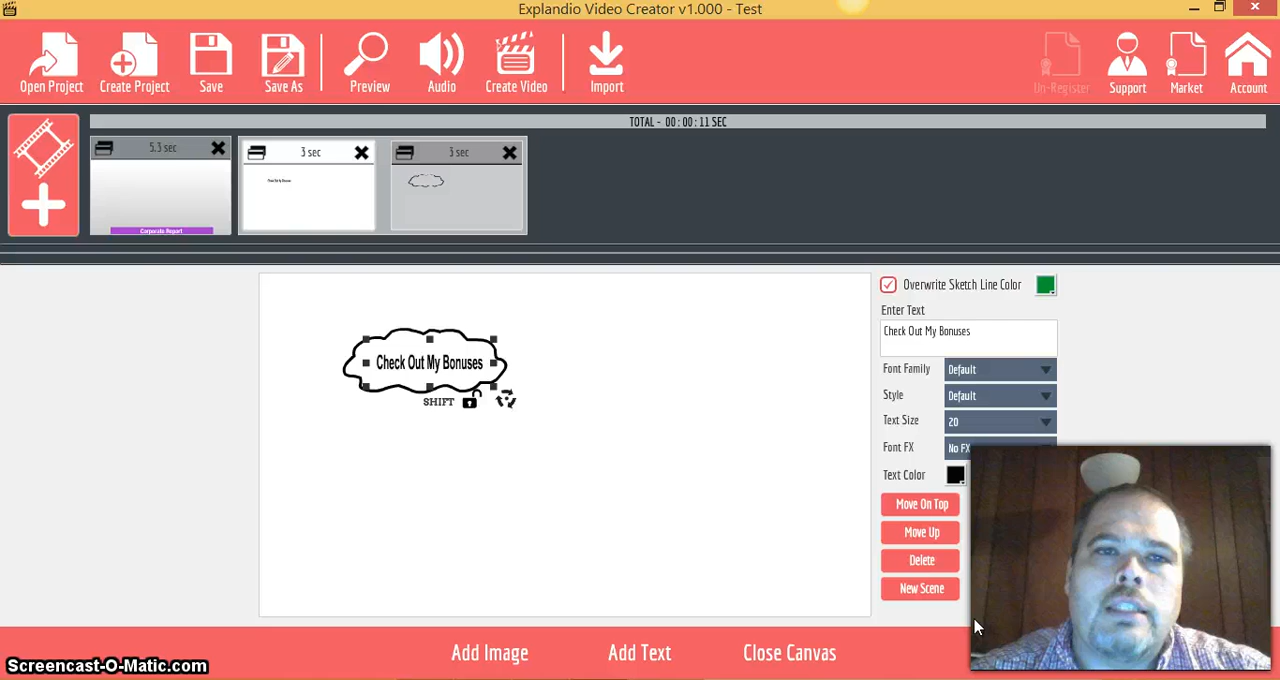 Explandio Video Creator v1.000 - Test
Open Project
Create Project
Save
Save As
Preview
Audio
Create Video
Import
Un-Register
Support
Market
Account
TOTAL - 00:00:11 SEC
5.3 sec
3 sec
3 sec
Check Out My Bonuses
Corporate Report
Overwrite Sketch Line Color
Enter Text
Check Out My Bonuses
Font Family
Default
Style
Default
Text Size
20
Font FX
No FX
Text Color
Move On Top
Move Up
Delete
New Scene
Check Out My Bonuses
SHIFT
Add Image
Add Text
Close Canvas
Screencast-O-Matic.com